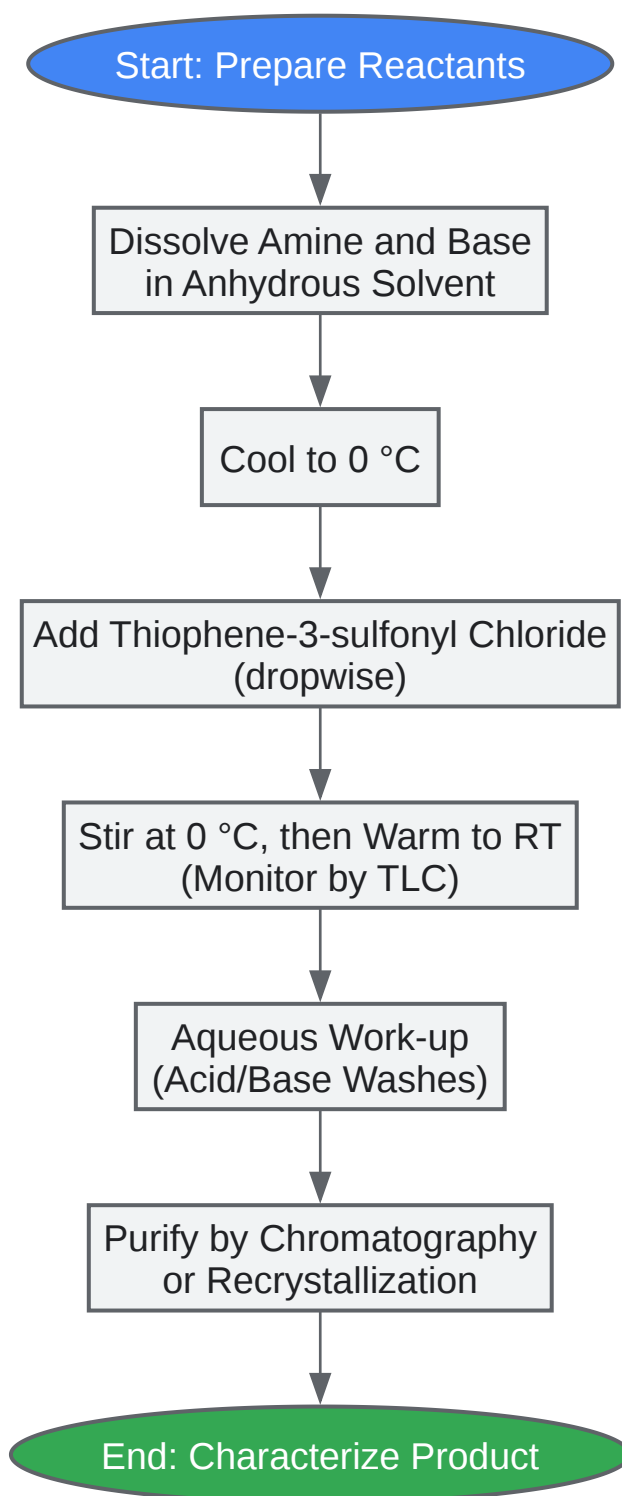 Start: Prepare Reactants
Dissolve Amine and Base
in Anhydrous Solvent
Cool to 0 °C
Add Thiophene-3-sulfonyl Chloride
(dropwise)
Stir at 0 °C, then Warm to RT
(Monitor by TLC)
Aqueous Work-up
(Acid/Base Washes)
Purify by Chromatography
or Recrystallization
End: Characterize Product